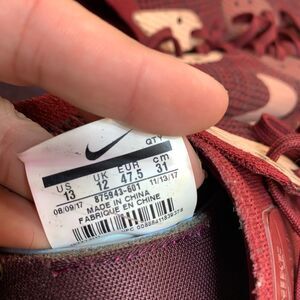 QTY
US UK EUR cm
13 12 47.5 31
08/09/17 875943-601 11/13/17
MADE IN CHINA
FABRIQUÉ EN CHINE